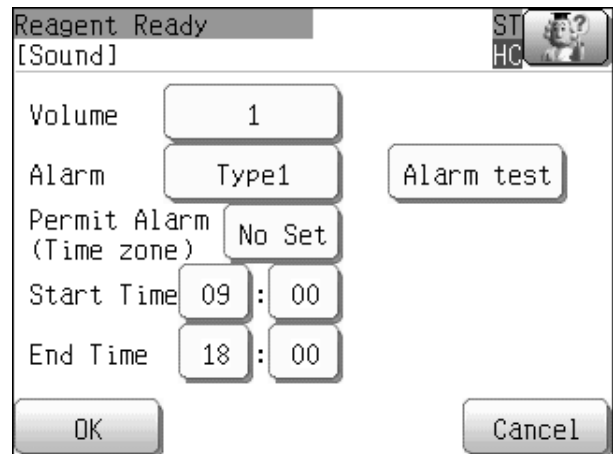 Reagent Ready ST
[Sound] HC
Volume 1
Alarm Type1 Alarm test
Permit Alarm
(Time zone) No Set
Start Time 09 : 00
End Time 18 : 00
OK Cancel